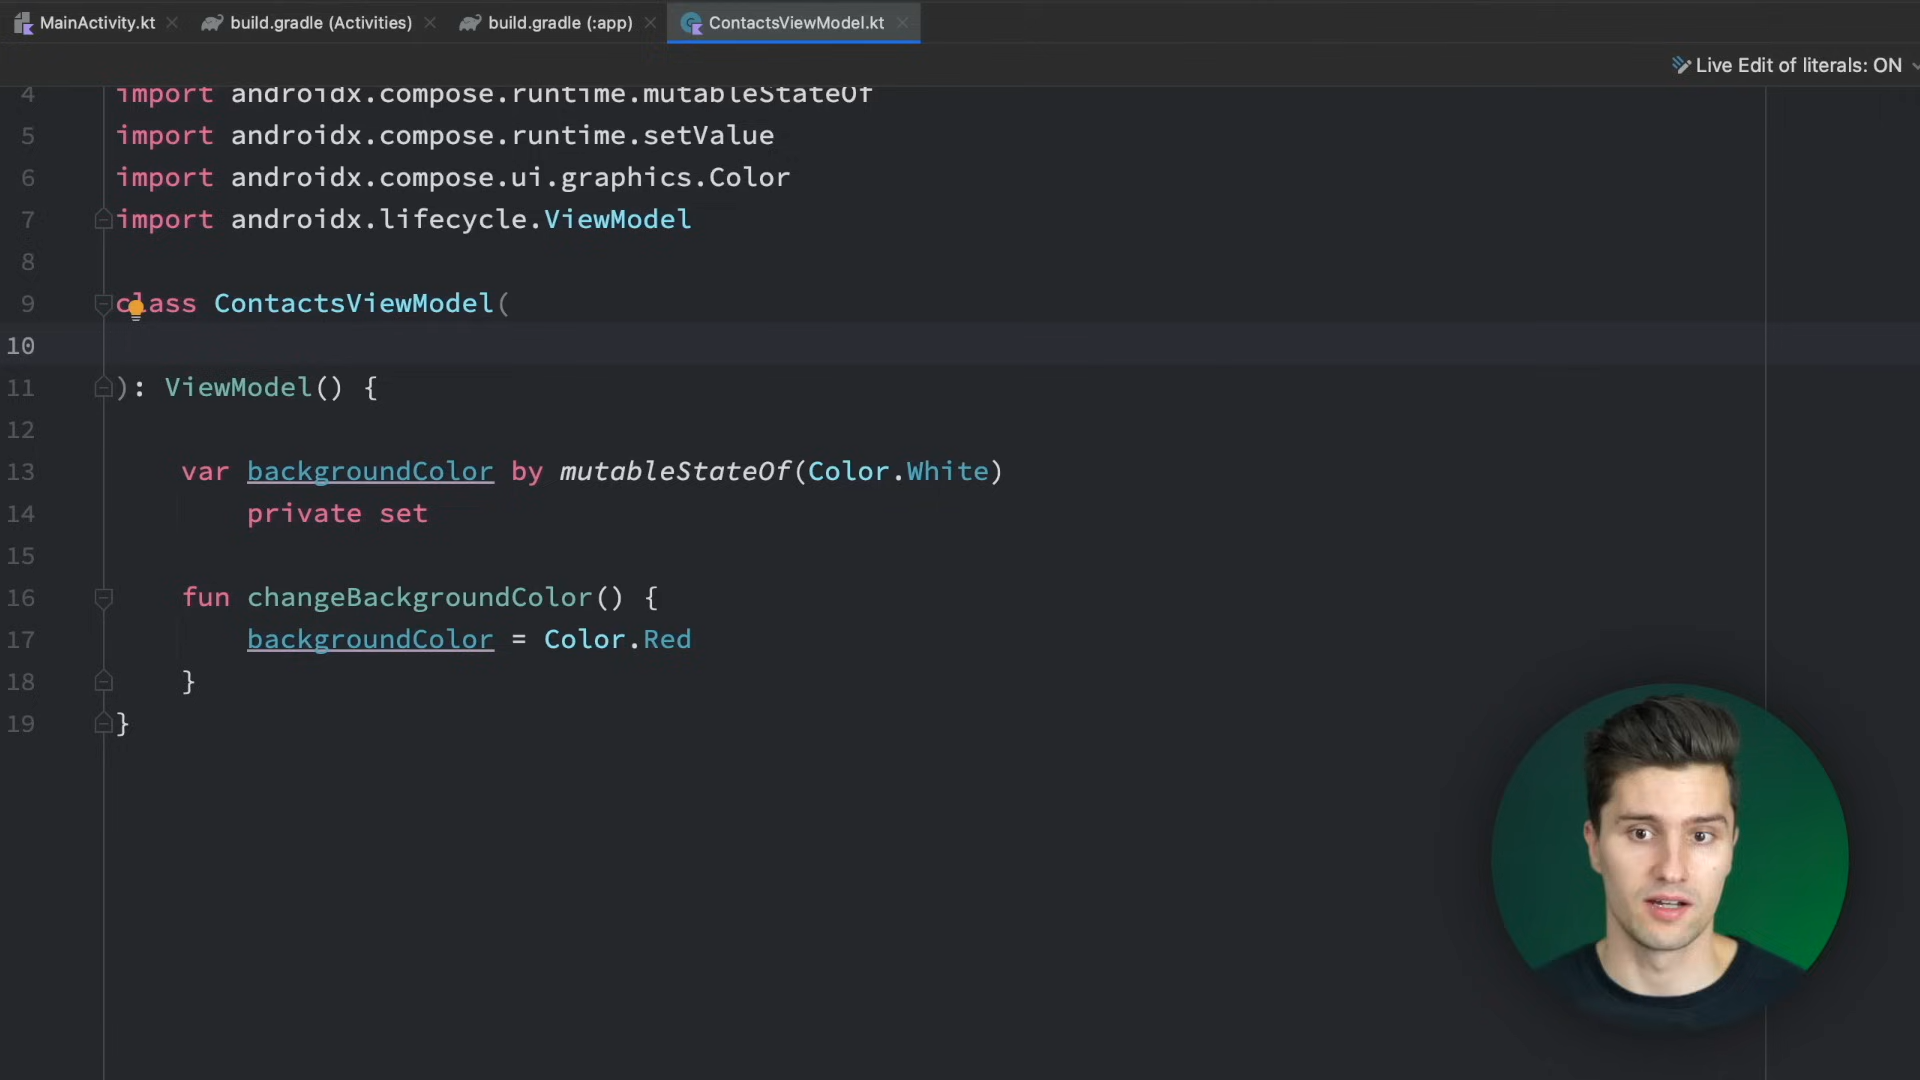 MainActivity.kt
build.gradle (Activities)
build.gradle (:app)
ContactsViewModel.kt
Live Edit of literals: ON
4 import androidx.compose.runtime.mutableStateOf
5 import androidx.compose.runtime.setValue
6 import androidx.compose.ui.graphics.Color
7 import androidx.lifecycle.ViewModel
8
9 class ContactsViewModel(
10
11 ): ViewModel() {
12
13 var backgroundColor by mutableStateOf(Color.White)
14 private set
15
16 fun changeBackgroundColor() {
17 backgroundColor = Color.Red
18 }
19 }